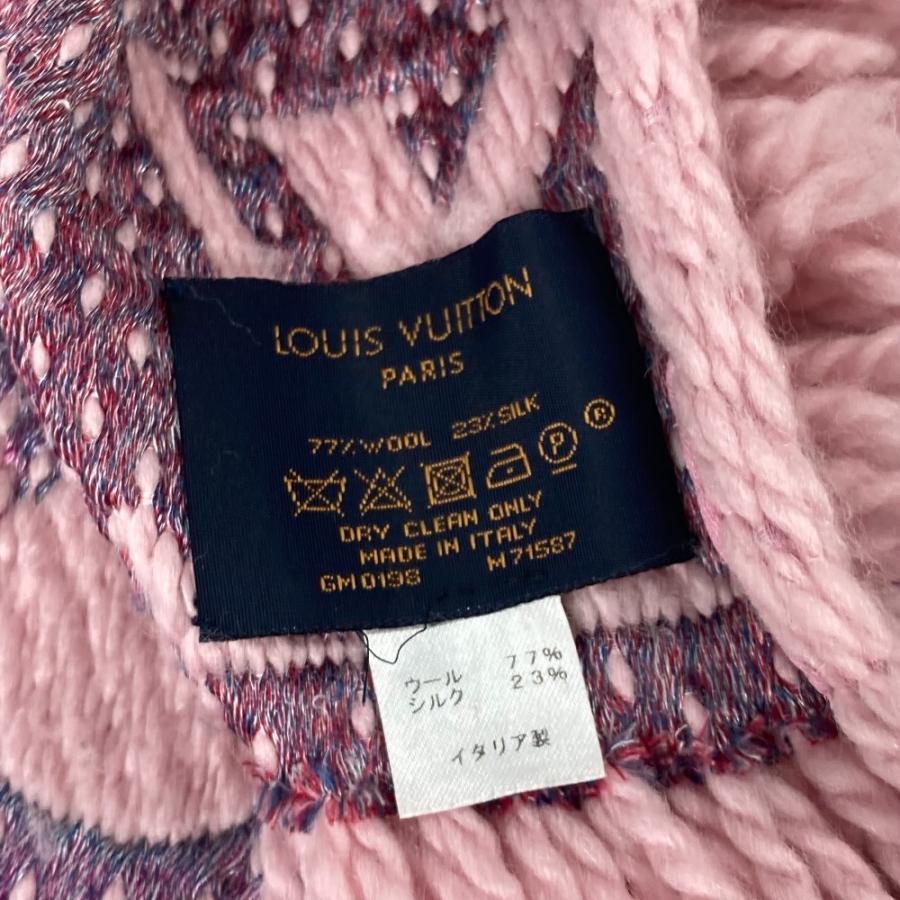 LOUIS VUITTON
PARIS
77% WOOL 23% SILK
P
®
DRY CLEAN ONLY
MADE IN ITALY
GM0198 M71587
ウール 77%
シルク 23%
イタリア製